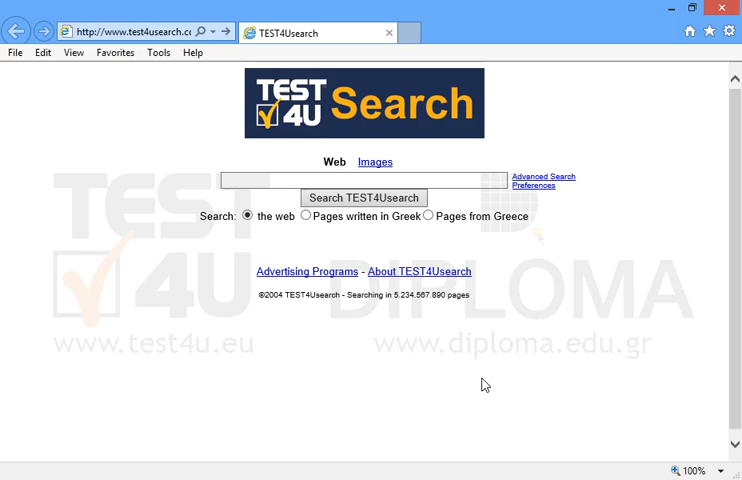 http://www.test4usearch.cc
TEST4Usearch
File Edit View Favorites Tools Help
TEST 4U Search
Web Images
Advanced Search
Preferences
Search TEST4Usearch
Search: the web Pages written in Greek Pages from Greece
Advertising Programs - About TEST4Usearch
©2004 TEST4Usearch - Searching in 5.234.567.890 pages
TEST 4U DIPLOMA
www.test4u.eu www.diploma.edu.gr
100%